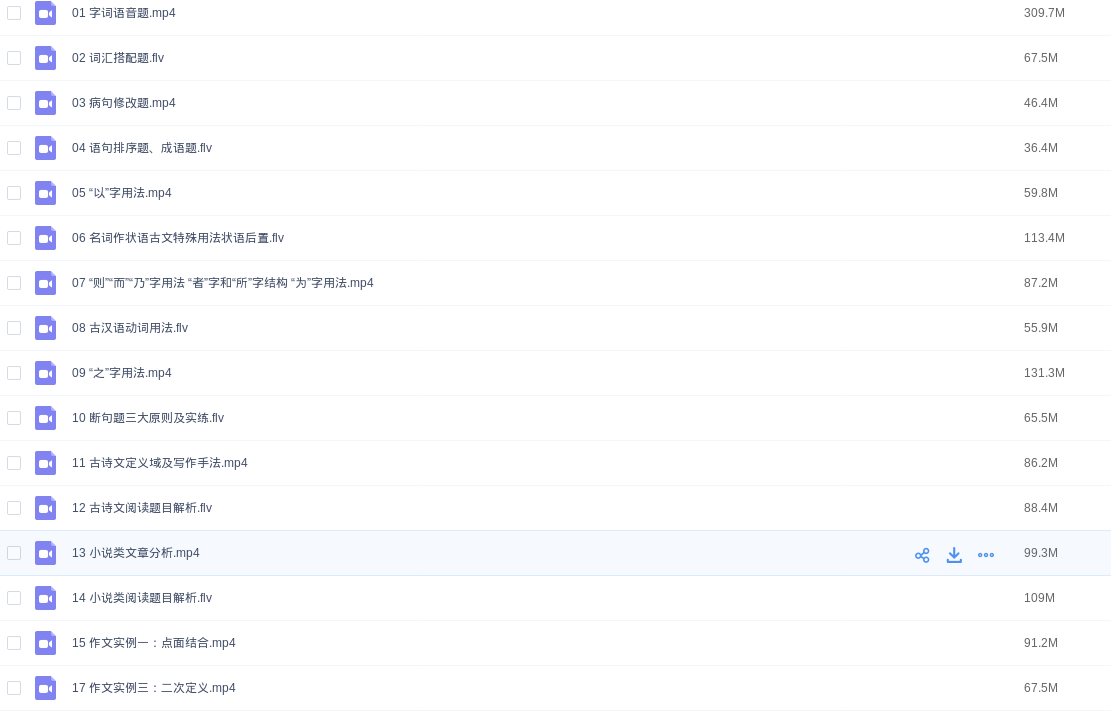 01 字词语音题.mp4 309.7M
02 词汇搭配题.flv 67.5M
03 病句修改题.mp4 46.4M
04 语句排序题、成语题.flv 36.4M
05 “以”字用法.mp4 59.8M
06 名词作状语古文特殊用法状语后置.flv 113.4M
07 “则”“而”“乃”字用法 “者”字和“所”字结构 “为”字用法.mp4 87.2M
08 古汉语动词用法.flv 55.9M
09 “之”字用法.mp4 131.3M
10 断句题三大原则及实练.flv 65.5M
11 古诗文定义域及写作手法.mp4 86.2M
12 古诗文阅读题目解析.flv 88.4M
13 小说类文章分析.mp4 99.3M
14 小说类阅读题目解析.flv 109M
15 作文实例一：点面结合.mp4 91.2M
17 作文实例三：二次定义.mp4 67.5M